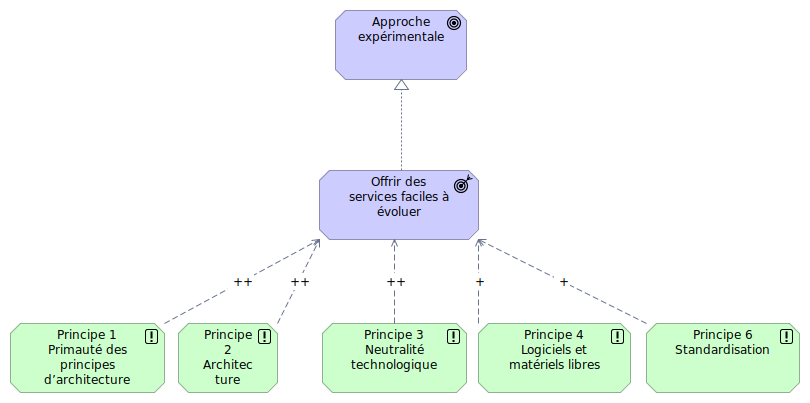 Approche
expérimentale
Offrir des
services faciles à
évoluer
++
++
++
+
+
Principe 1
Primauté des
principes
d’architecture
Principe
2
Architec
ture
Principe 3
Neutralité
technologique
Principe 4
Logiciels et
matériels libres
Principe 6
Standardisation